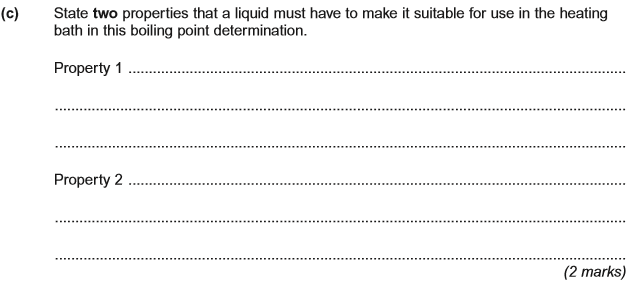 (c) State two properties that a liquid must have to make it suitable for use in the heating
bath in this boiling point determination.
Property 1 ....................................................................................................
....................................................................................................
....................................................................................................
Property 2 ....................................................................................................
....................................................................................................
....................................................................................................
(2 marks)